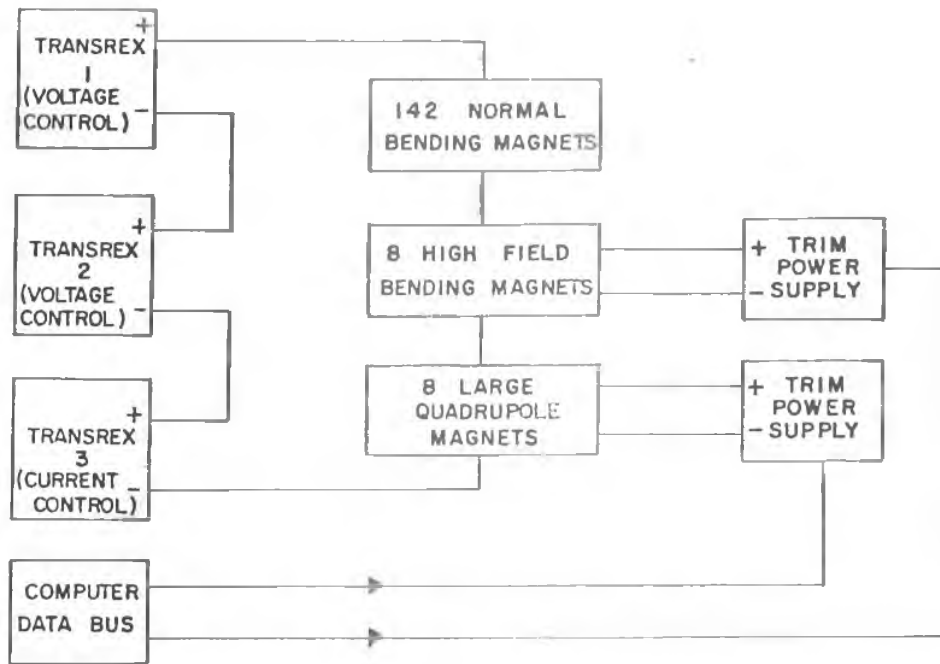 +
TRANSREX
1
(VOLTAGE -
CONTROL)
+
TRANSREX
2
(VOLTAGE
CONTROL) -
+
TRANSREX
3
(CURRENT -
CONTROL)
COMPUTER
DATA BUS
142 NORMAL
BENDING MAGNETS
8 HIGH FIELD
BENDING MAGNETS
8 LARGE
QUADRUPOLE
MAGNETS
+ TRIM
POWER
- SUPPLY
+ TRIM
POWER
- SUPPLY